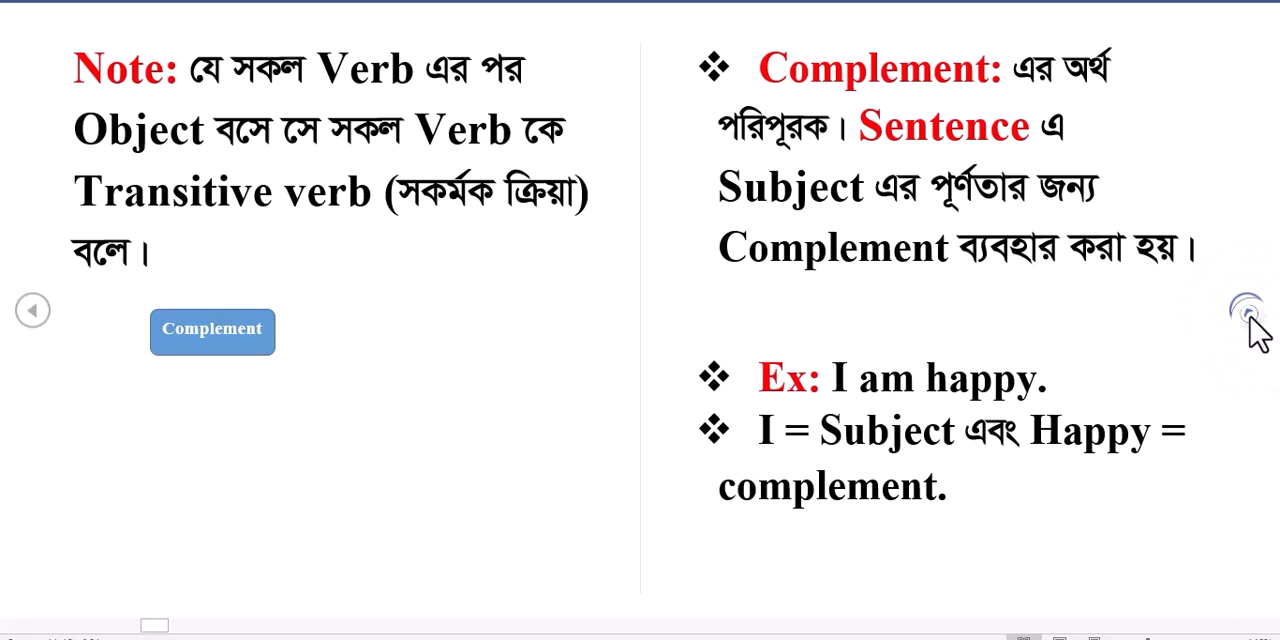 Note: যে সকল Verb এর পর
Object বসে সে সকল Verb কে
Transitive verb (সকর্মক ক্রিয়া)
বলে।
Complement
❖ Complement: এর অর্থ
পরিপূরক। Sentence এ
Subject এর পূর্ণতার জন্য
Complement ব্যবহার করা হয়।
❖ Ex: I am happy.
❖ I = Subject এবং Happy =
complement.